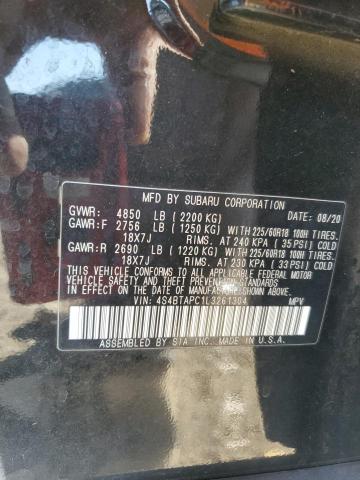 MFD BY SUBARU CORPORATION
GVWR: 4850 LB (2200 KG) DATE: 08/20
GAWR:F 2756 LB (1250 KG) WITH 225/60R18 100H TIRES.
18X7J RIMS. AT 240 KPA ( 35 PSI) COLD
GAWR:R 2690 LB (1220 KG) WITH 225/60R18 100H TIRES.
18X7J RIMS. AT 230 KPA ( 33 PSI) COLD
THIS VEHICLE CONFORMS TO ALL APPLICABLE FEDERAL MOTOR
VEHICLE SAFETY AND THEFT PREVENTION STANDARDS IN
EFFECT ON THE DATE OF MANUFACTURE SHOWN ABOVE.
VIN: 4S4BTAPC1L3261304 MPV
ASSEMBLED BY SIA INC. MADE IN U.S.A.